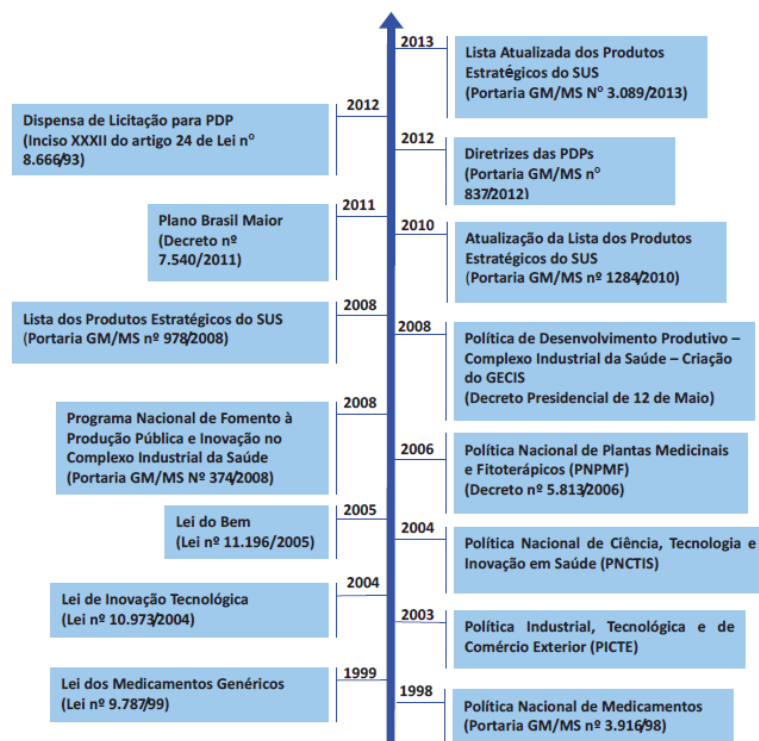 2013
Lista Atualizada dos Produtos
Estratégicos do SUS
(Portaria GM/MS N° 3.089/2013)
2012
Dispensa de Licitação para PDP
(Inciso XXXII do artigo 24 de Lei n°
8.666/93)
2012
Diretrizes das PDPs
(Portaria GM/MS n°
837/2012)
2011
Plano Brasil Maior
(Decreto nº
7.540/2011)
2010
Atualização da Lista dos Produtos
Estratégicos do SUS
(Portaria GM/MS nº 1284/2010)
2008
Lista dos Produtos Estratégicos do SUS
(Portaria GM/MS nº 978/2008)
2008
Política de Desenvolvimento Produtivo –
Complexo Industrial da Saúde – Criação
do GECIS
(Decreto Presidencial de 12 de Maio)
2008
Programa Nacional de Fomento à
Produção Pública e Inovação no
Complexo Industrial da Saúde
(Portaria GM/MS Nº 374/2008)
2006
Política Nacional de Plantas Medicinais
e Fitoterápicos (PNPMF)
(Decreto nº 5.813/2006)
2005
Lei do Bem
(Lei nº 11.196/2005)
2004
Política Nacional de Ciência, Tecnologia e
Inovação em Saúde (PNCTIS)
2004
Lei de Inovação Tecnológica
(Lei nº 10.973/2004)
2003
Política Industrial, Tecnológica e de
Comércio Exterior (PICTE)
1999
Lei dos Medicamentos Genéricos
(Lei nº 9.787/99)
1998
Política Nacional de Medicamentos
(Portaria GM/MS nº 3.916/98)